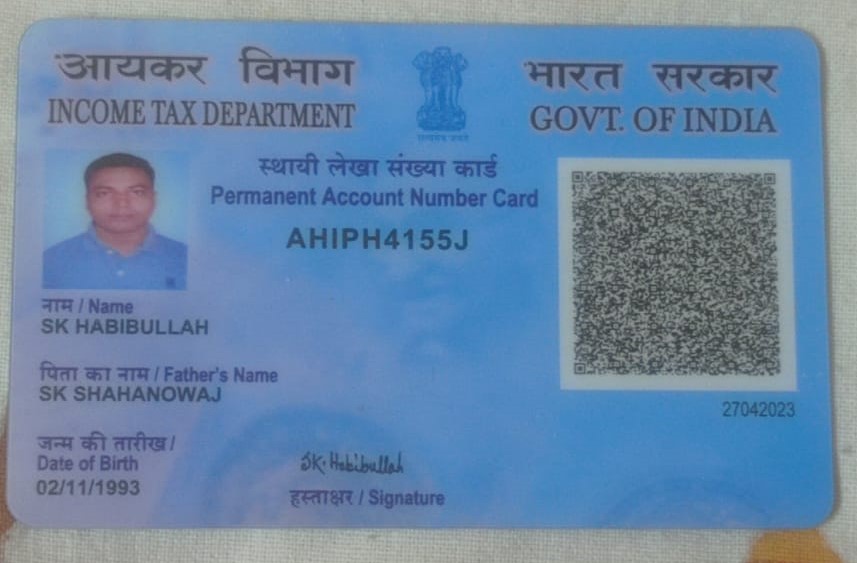 आयकर विभाग
INCOME TAX DEPARTMENT
सत्यमेव जयते
भारत सरकार
GOVT. OF INDIA
स्थायी लेखा संख्या कार्ड
Permanent Account Number Card
AHIPH4155J
नाम / Name
SK HABIBULLAH
पिता का नाम / Father's Name
SK SHAHANOWAJ
जन्म की तारीख /
Date of Birth
02/11/1993
SK. Habibullah
हस्ताक्षर / Signature
27042023